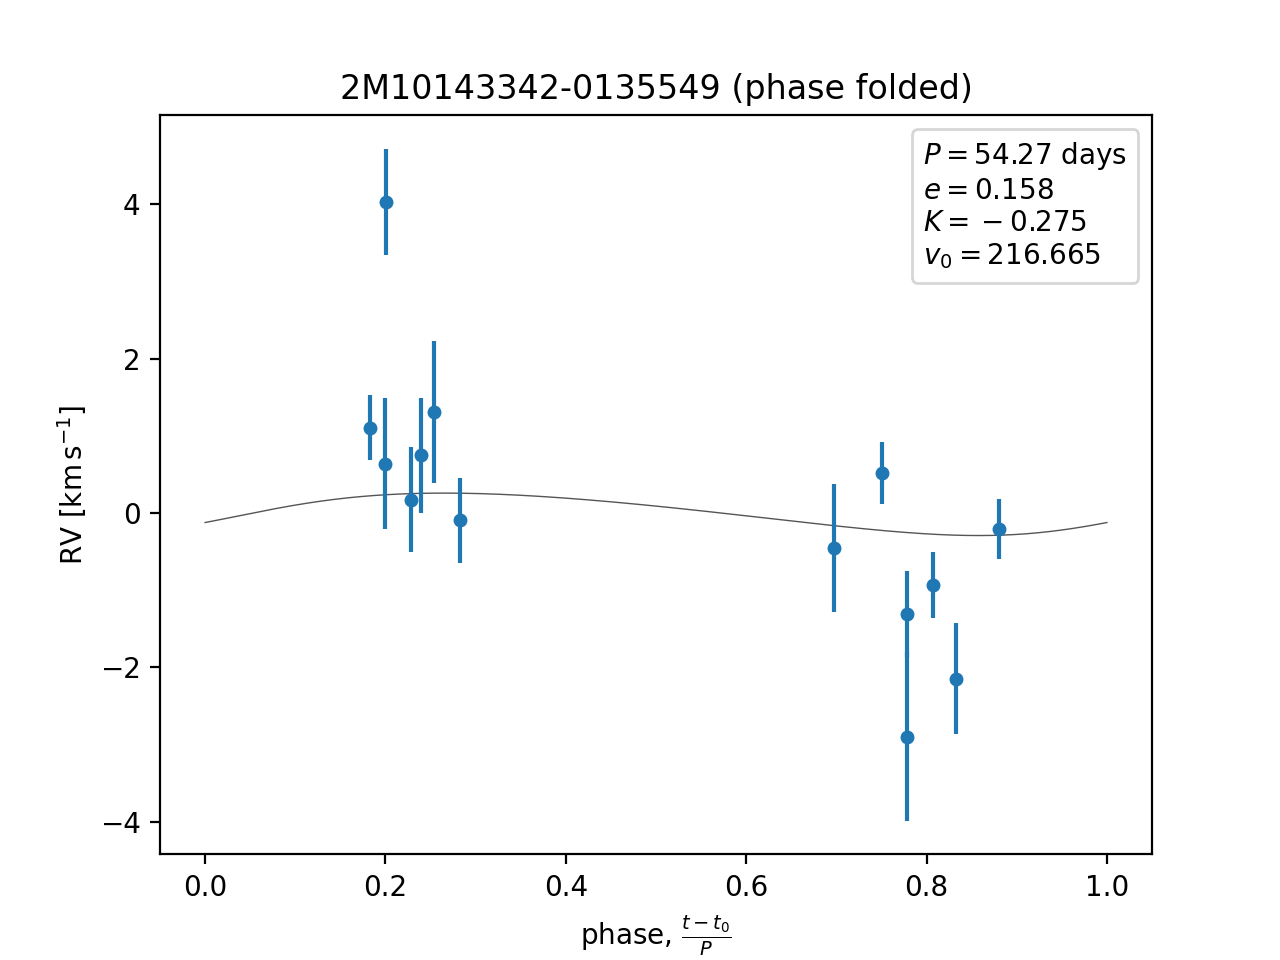 2M10143342-0135549 (phase folded)
P = 54.27 days
e = 0.158
K = − 0.275
v₀ = 216.665
4
2
0
−2
−4
RV [km s⁻¹]
0.0 0.2 0.4 0.6 0.8 1.0
phase, (t − t₀)/P